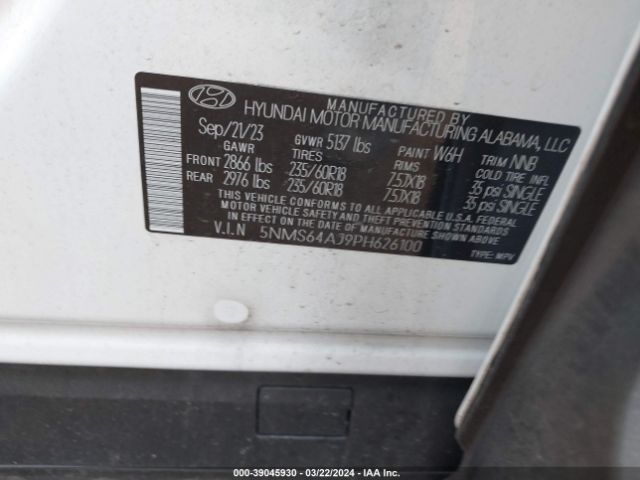 MANUFACTURED BY
HYUNDAI MOTOR MANUFACTURING ALABAMA, LLC
Sep/21/23 GVWR 5137 lbs PAINT W6H TRIM NNB
GAWR TIRES RIMS COLD TIRE INFL
FRONT 2866 lbs 235/60R18 7.5JX18 35 psi SINGLE
REAR 2976 lbs 235/60R18 7.5JX18 35 psi SINGLE
THIS VEHICLE CONFORMS TO ALL APPLICABLE U.S.A. FEDERAL
MOTOR VEHICLE SAFETY AND THEFT PREVENTION STANDARDS
IN EFFECT ON THE DATE OF MANUFACTURE SHOWN ABOVE
V.I.N 5NMS64AJ9PH626100 TYPE: MPV
000-39045930 - 03/22/2024 - IAA Inc.